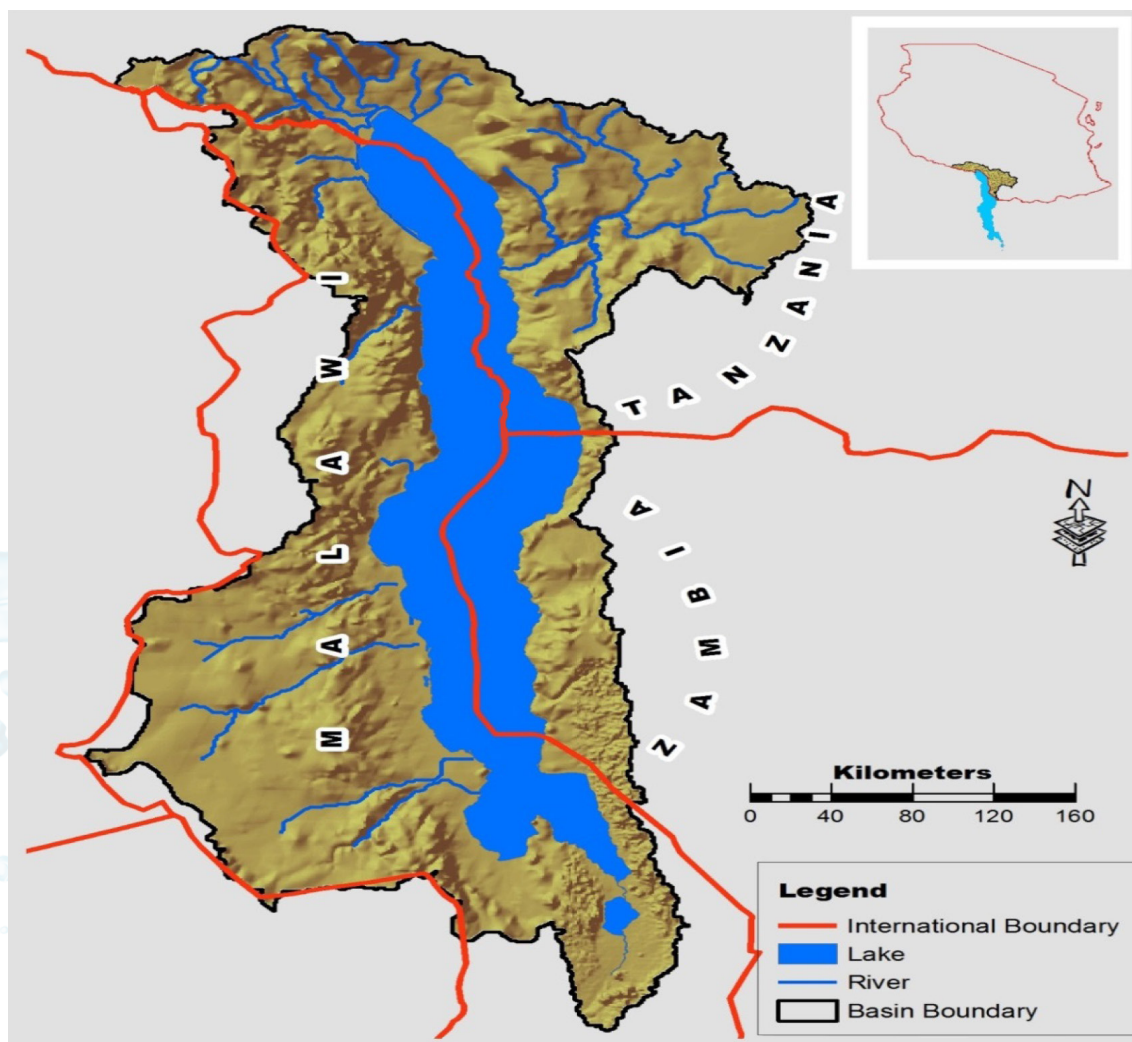 MALAWI
TANZANIA
ZAMBIA
N
Kilometers
0 40 80 120 160
Legend
International Boundary
Lake
River
Basin Boundary